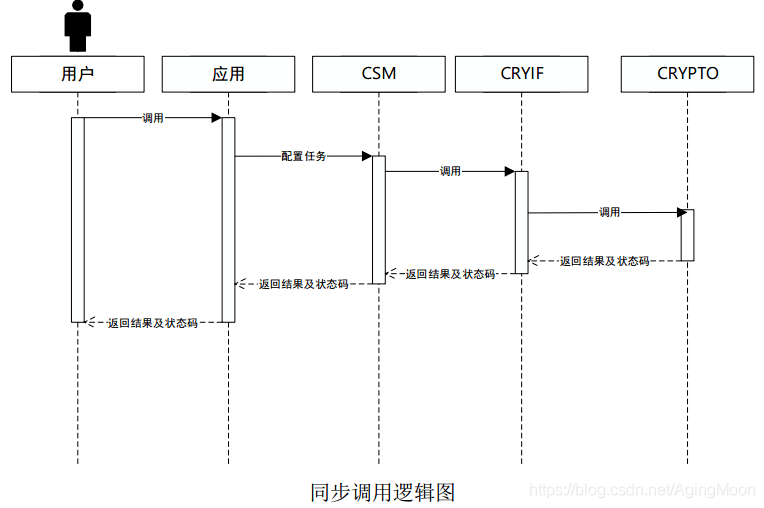 用户
应用
CSM
CRYIF
CRYPTO
调用
配置任务
调用
调用
返回结果及状态码
返回结果及状态码
返回结果及状态码
返回结果及状态码
同步调用逻辑图
https://blog.csdn.net/AgingMoon